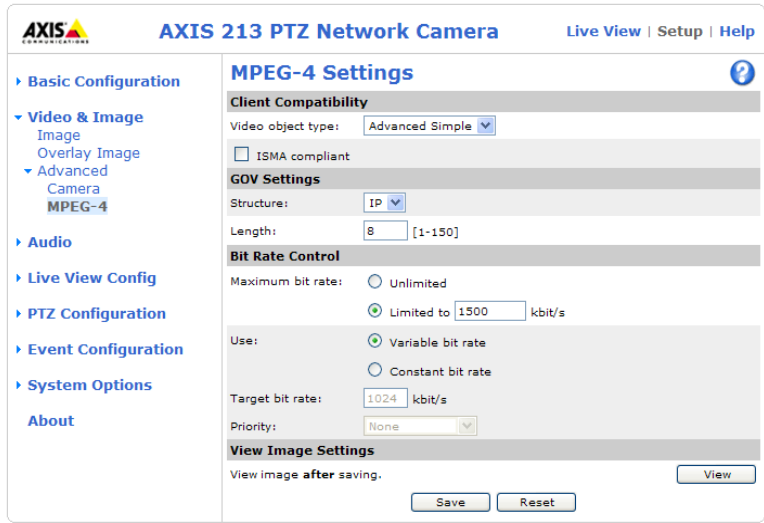 AXIS
COMMUNICATIONS
AXIS 213 PTZ Network Camera
Live View | Setup | Help
Basic Configuration
Video & Image
Image
Overlay Image
Advanced
Camera
MPEG-4
Audio
Live View Config
PTZ Configuration
Event Configuration
System Options
About
MPEG-4 Settings
?
Client Compatibility
Video object type: Advanced Simple
ISMA compliant
GOV Settings
Structure: IP
Length: 8 [1-150]
Bit Rate Control
Maximum bit rate: Unlimited
Limited to 1500 kbit/s
Use: Variable bit rate
Constant bit rate
Target bit rate: 1024 kbit/s
Priority: None
View Image Settings
View image after saving. View
Save Reset